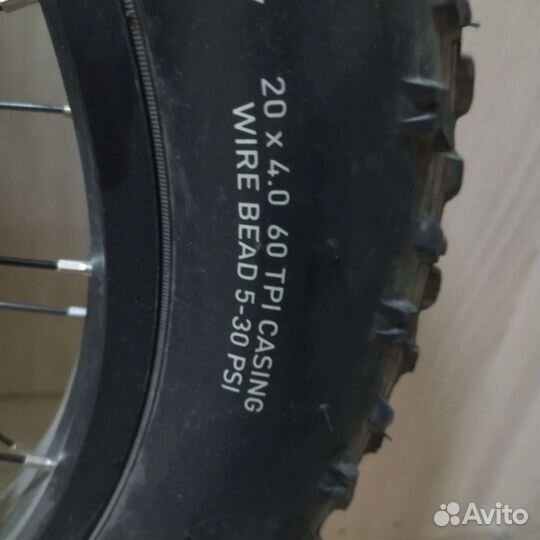 20 x 4.0 60 TPI CASING
WIRE BEAD 5-30 PSI
Avito